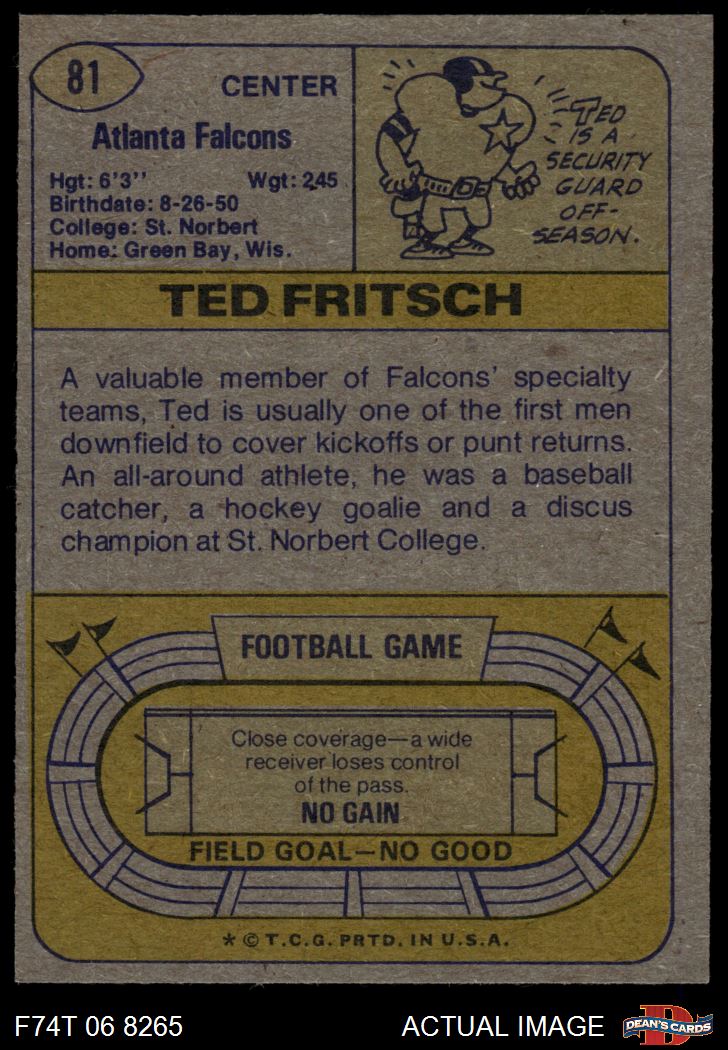 81
CENTER
Atlanta Falcons
Hgt: 6'3'' Wgt: 245
Birthdate: 8-26-50
College: St. Norbert
Home: Green Bay, Wis.
TED
IS A
SECURITY
GUARD
OFF-
SEASON.
TED FRITSCH
A valuable member of Falcons' specialty
teams, Ted is usually one of the first men
downfield to cover kickoffs or punt returns.
An all-around athlete, he was a baseball
catcher, a hockey goalie and a discus
champion at St. Norbert College.
FOOTBALL GAME
Close coverage—a wide
receiver loses control
of the pass.
NO GAIN
FIELD GOAL—NO GOOD
* © T.C.G. PRTD. IN U.S.A.
F74T 06 8265 ACTUAL IMAGE
D
DEAN'S CARDS